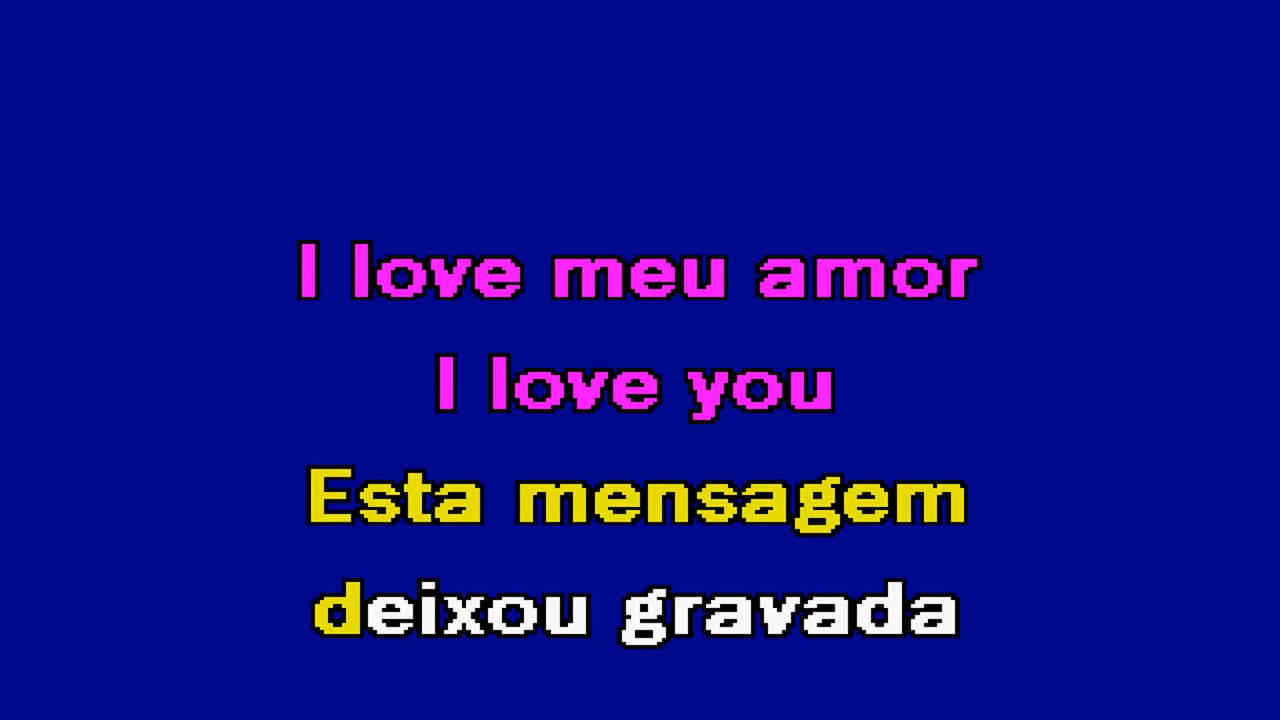 I love meu amor
I love you
Esta mensagem
deixou gravada